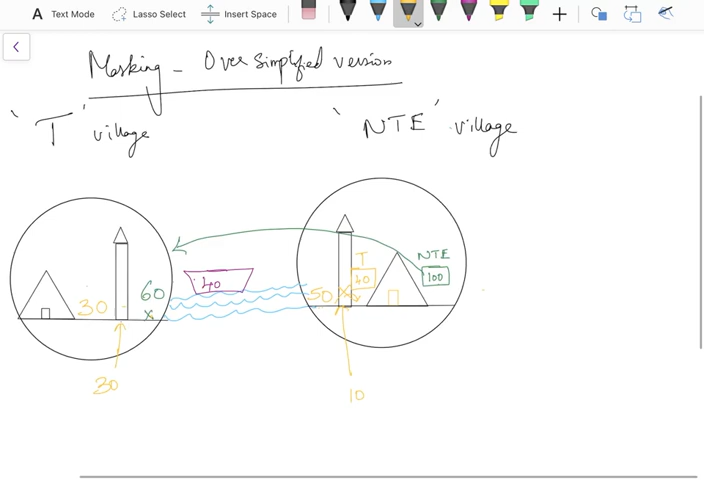 Text Mode
Lasso Select
Insert Space
Masking - Over simplified version
'T' village
'NTE' village
NTE
100
T
40
40
60
x
30
50 x
30
10